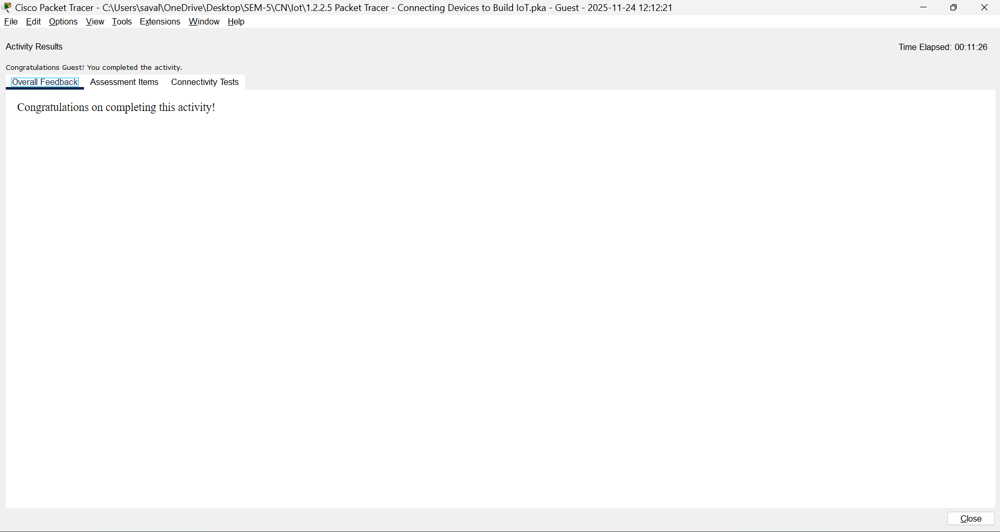 Cisco Packet Tracer - C:\Users\saval\OneDrive\Desktop\SEM-5\CN\Iot\1.2.2.5 Packet Tracer - Connecting Devices to Build IoT.pka - Guest - 2025-11-24 12:12:21
File Edit Options View Tools Extensions Window Help
Activity Results
Time Elapsed: 00:11:26
Congratulations Guest! You completed the activity.
Overall Feedback Assessment Items Connectivity Tests
Congratulations on completing this activity!
Close